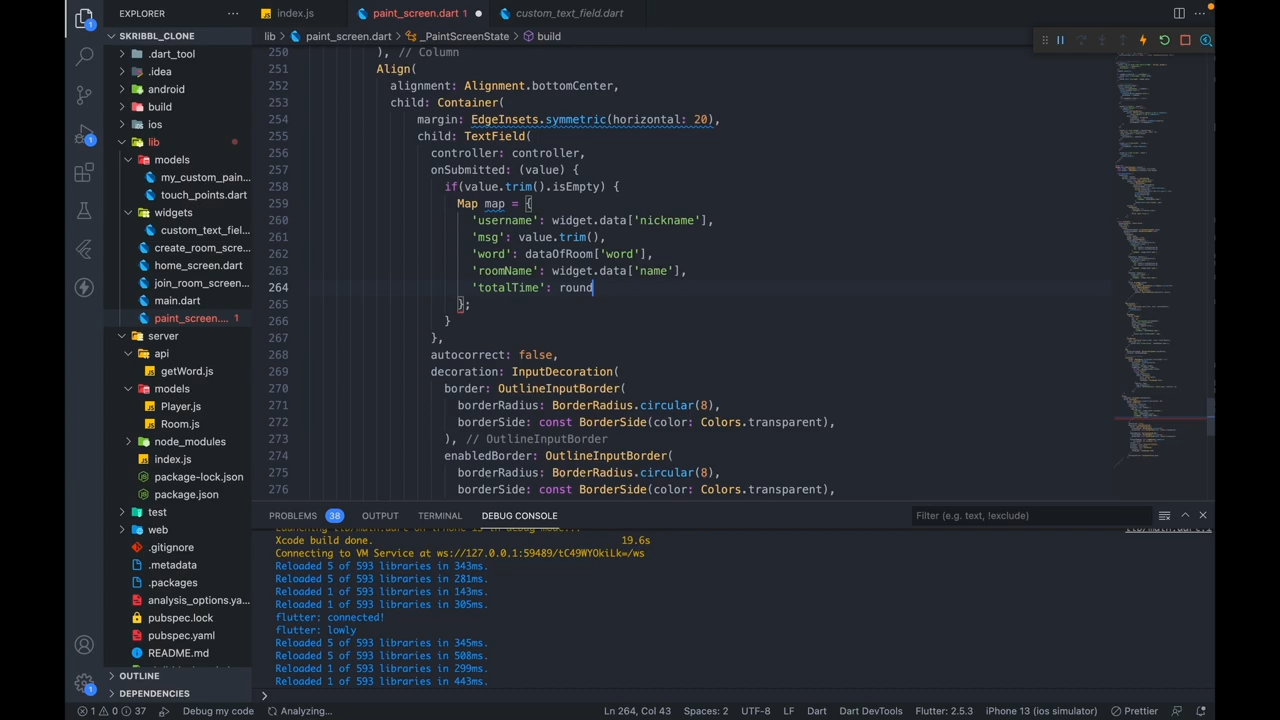 EXPLORER
SKRIBBL_CLONE
.dart_tool
.idea
android
build
ios
lib
models
my_custom_pain...
torch_points.dart
widgets
custom_text_fiel...
create_room_scre...
home_screen.dart
join_room_screen...
main.dart
paint_screen.... 1
server
api
getWord.js
models
Player.js
Room.js
node_modules
index.js
package-lock.json
package.json
test
web
.gitignore
.metadata
.packages
analysis_options.ya...
pubspec.lock
pubspec.yaml
README.md
OUTLINE
DEPENDENCIES
index.js
paint_screen.dart 1
custom_text_field.dart
lib > paint_screen.dart > _PaintScreenState > build
250 ), // Column
251 Align(
252 alignment: Alignment.bottomCenter,
253 child: Container(
254 margin: EdgeInsets.symmetric(horizontal: 20),
255 child: TextField(
256 controller: controller,
257 onSubmitted: (value) {
258 if(value.trim().isEmpty) {
259 Map map = {
260 'username': widget.data['nickname'],
261 'msg': value.trim(),
262 'word': dataOfRoom['word'],
263 'roomName': widget.data['name'],
264 'totalTime': round
265 };
266 }
267 },
268 autocorrect: false,
269 decoration: InputDecoration(
270 border: OutlineInputBorder(
271 borderRadius: BorderRadius.circular(8),
272 borderSide: const BorderSide(color: Colors.transparent),
273 ), // OutlineInputBorder
274 enabledBorder: OutlineInputBorder(
275 borderRadius: BorderRadius.circular(8),
276 borderSide: const BorderSide(color: Colors.transparent),
PROBLEMS 38 OUTPUT TERMINAL DEBUG CONSOLE
Filter (e.g. text, !exclude)
Xcode build done. 19.6s
Connecting to VM Service at ws://127.0.0.1:59489/tC49WYOkiLk=/ws
Reloaded 5 of 593 libraries in 343ms.
Reloaded 5 of 593 libraries in 281ms.
Reloaded 1 of 593 libraries in 143ms.
Reloaded 1 of 593 libraries in 305ms.
flutter: connected!
flutter: lowly
Reloaded 5 of 593 libraries in 345ms.
Reloaded 5 of 593 libraries in 508ms.
Reloaded 1 of 593 libraries in 299ms.
Reloaded 1 of 593 libraries in 443ms.
1 0 37 Debug my code Analyzing... Ln 264, Col 43 Spaces: 2 UTF-8 LF Dart Dart DevTools Flutter: 2.5.3 iPhone 13 (ios simulator) Prettier